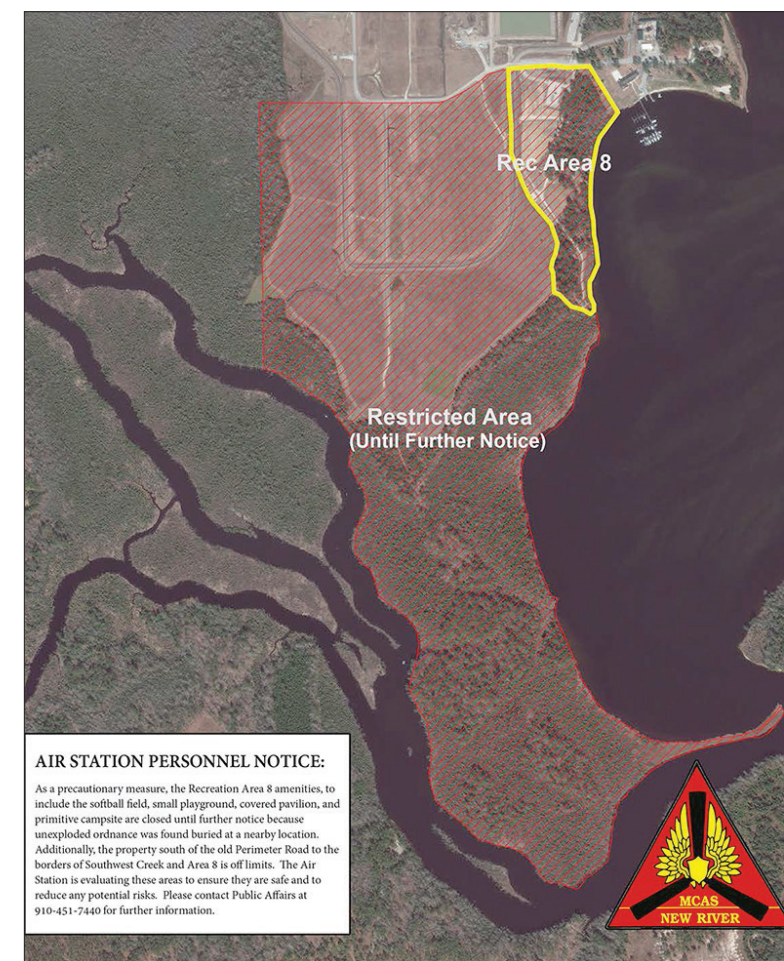 Rec Area 8
Restricted Area
(Until Further Notice)
AIR STATION PERSONNEL NOTICE:
As a precautionary measure, the Recreation Area 8 amenities, to
include the softball field, small playground, covered pavilion, and
primitive campsite are closed until further notice because
unexploded ordnance was found buried at a nearby location.
Additionally, the property south of the old Perimeter Road to the
borders of Southwest Creek and Area 8 is off limits. The Air
Station is evaluating these areas to ensure they are safe and to
reduce any potential risks. Please contact Public Affairs at
910-451-7440 for further information.
MCAS
NEW RIVER